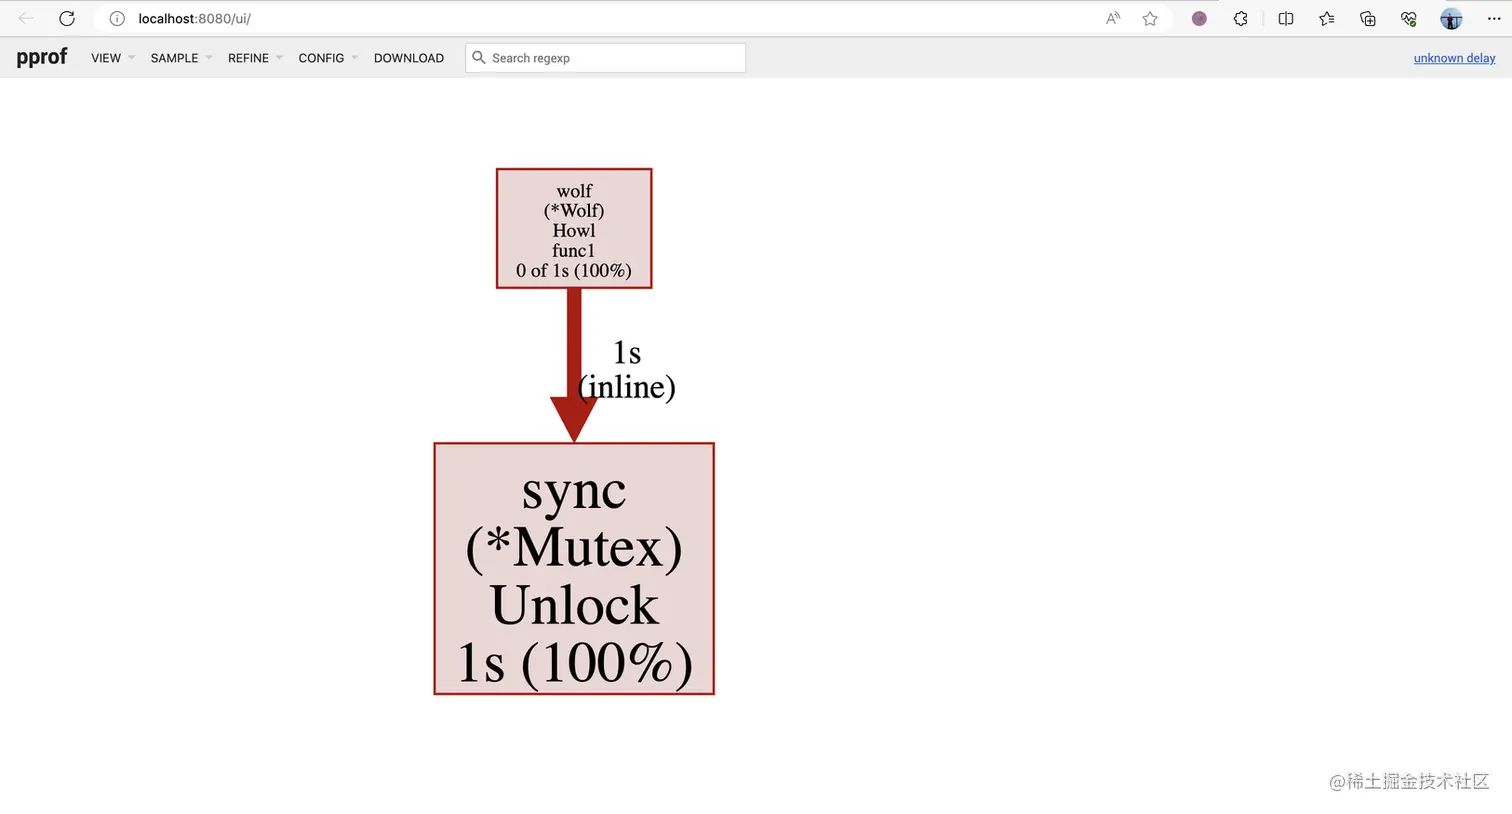 localhost:8080/ui/
pprof VIEW SAMPLE REFINE CONFIG DOWNLOAD Search regexp unknown delay
wolf
(*Wolf)
Howl
func1
0 of 1s (100%)
1s
(inline)
sync
(*Mutex)
Unlock
1s (100%)
@稀土掘金技术社区